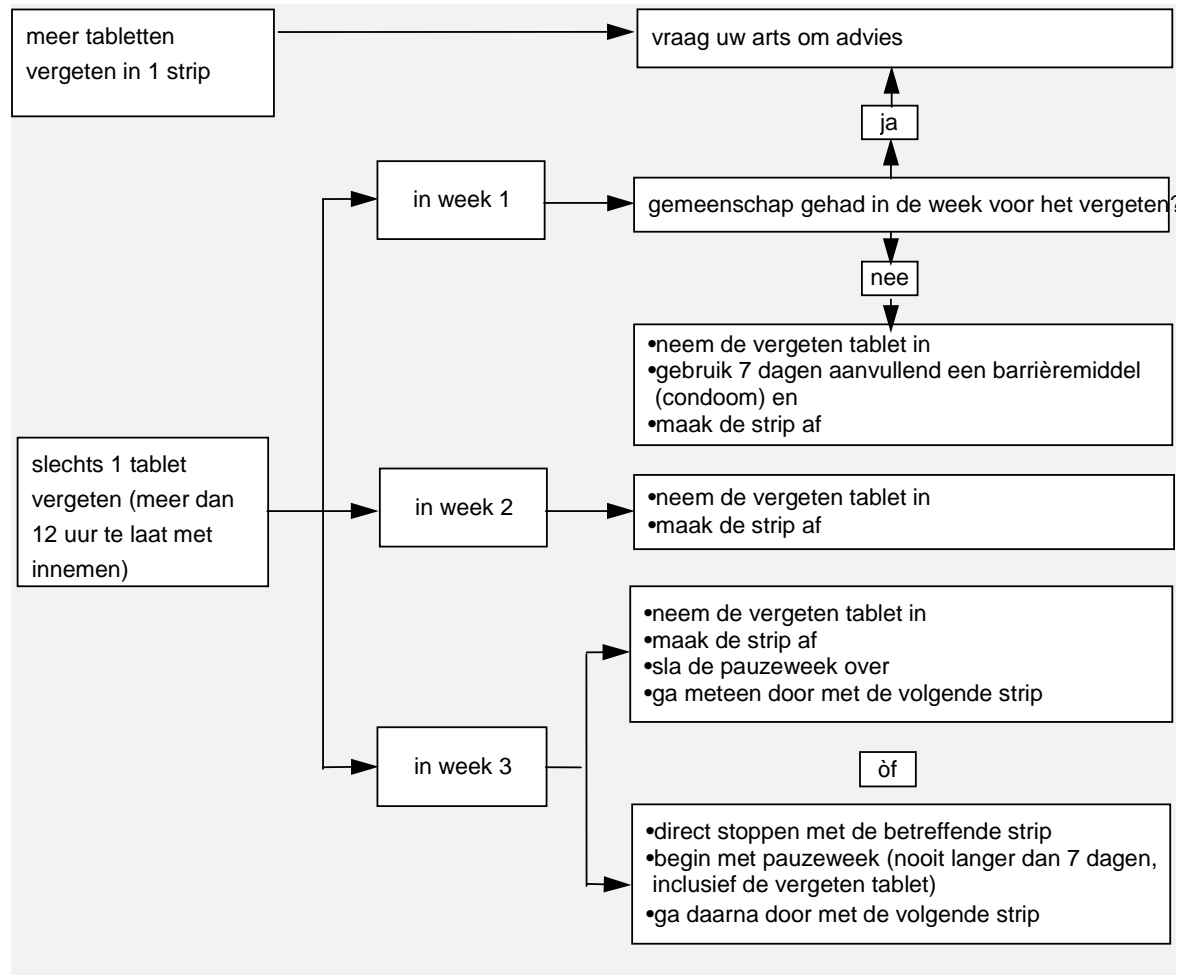 meer tabletten
vergeten in 1 strip
vraag uw arts om advies
ja
in week 1
gemeenschap gehad in de week voor het vergeten?
nee
•neem de vergeten tablet in
•gebruik 7 dagen aanvullend een barrièremiddel
(condoom) en
•maak de strip af
slechts 1 tablet
vergeten (meer dan
12 uur te laat met
innemen)
in week 2
•neem de vergeten tablet in
•maak de strip af
in week 3
•neem de vergeten tablet in
•maak de strip af
•sla de pauzeweek over
•ga meteen door met de volgende strip
òf
•direct stoppen met de betreffende strip
•begin met pauzeweek (nooit langer dan 7 dagen,
inclusief de vergeten tablet)
•ga daarna door met de volgende strip